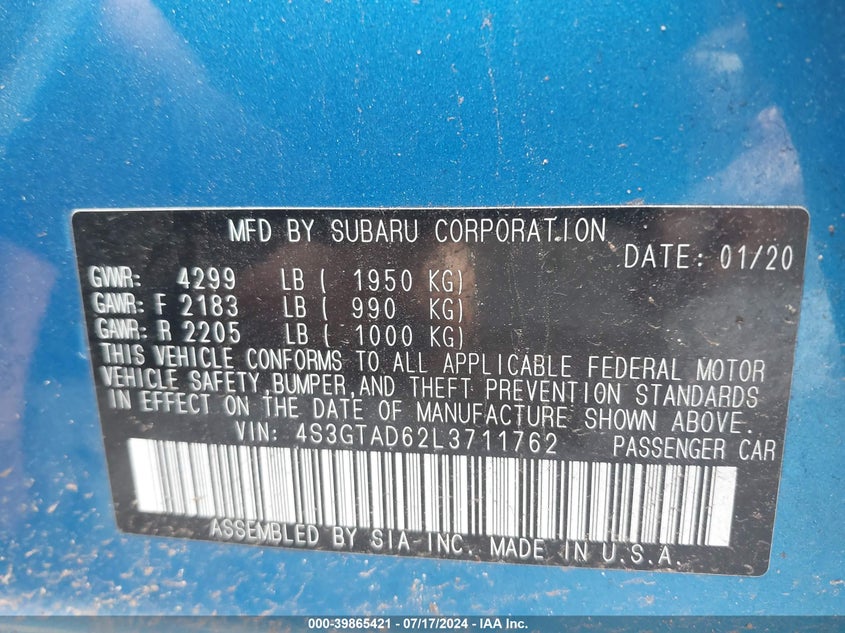 MFD BY SUBARU CORPORATION
DATE: 01/20
GVWR: 4299 LB ( 1950 KG)
GAWR: F 2183 LB ( 990 KG)
GAWR: R 2205 LB ( 1000 KG)
THIS VEHICLE CONFORMS TO ALL APPLICABLE FEDERAL MOTOR
VEHICLE SAFETY, BUMPER, AND THEFT PREVENTION STANDARDS
IN EFFECT ON THE DATE OF MANUFACTURE SHOWN ABOVE.
VIN: 4S3GTAD62L3711762 PASSENGER CAR
ASSEMBLED BY SIA-INC. MADE IN U.S.A.
000-39865421 - 07/17/2024 - IAA Inc.